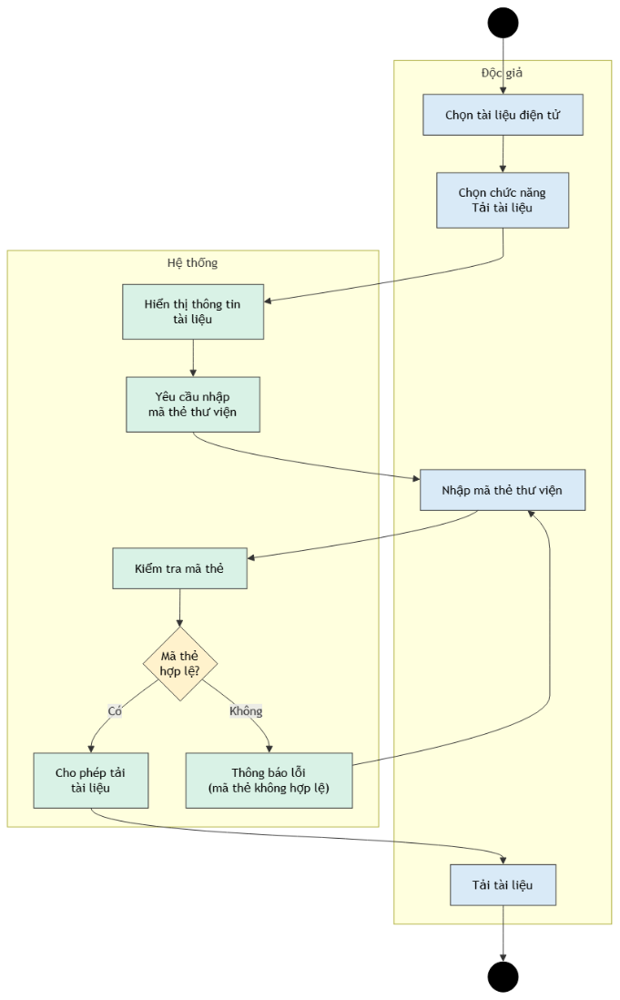 Độc giả
Chọn tài liệu điện tử
Chọn chức năng
Tải tài liệu
Hệ thống
Hiển thị thông tin
tài liệu
Yêu cầu nhập
mã thẻ thư viện
Nhập mã thẻ thư viện
Kiểm tra mã thẻ
Mã thẻ
hợp lệ?
Có
Không
Cho phép tải
tài liệu
Thông báo lỗi
(mã thẻ không hợp lệ)
Tải tài liệu